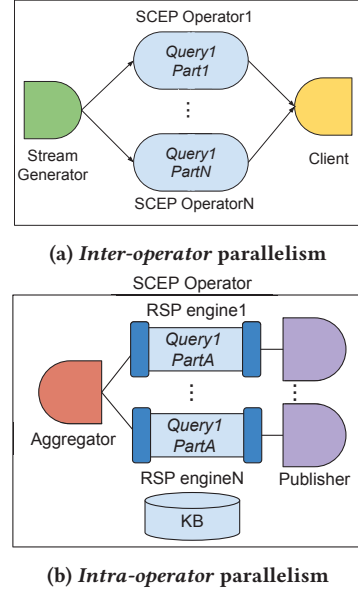 SCEP Operator1
Query1
Part1
⋮
Query1
PartN
Stream
Generator
Client
SCEP OperatorN
(a) Inter-operator parallelism
SCEP Operator
RSP engine1
Query1
PartA
⋮
⋮
Query1
PartA
Aggregator
Publisher
RSP engineN
KB
(b) Intra-operator parallelism